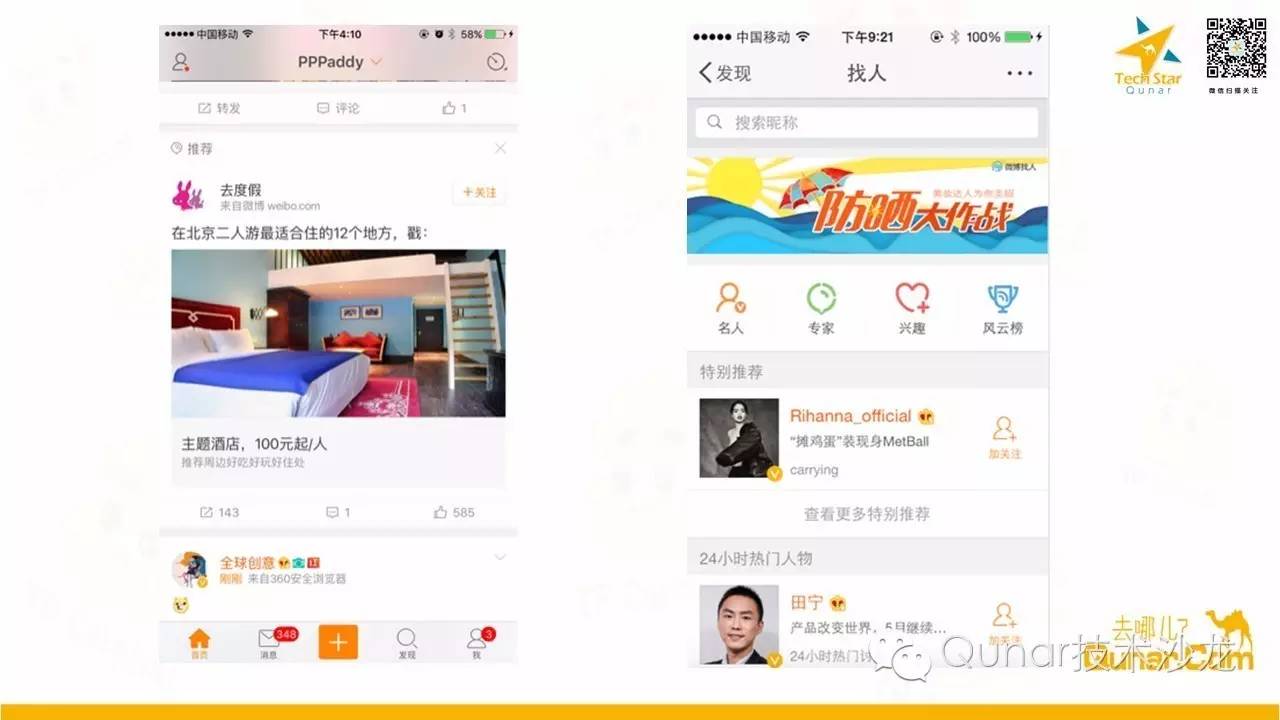 中国移动
下午4:10
58%
PPPaddy
转发
评论
1
推荐
去度假
来自微博 weibo.com
+关注
在北京二人游最适合住的12个地方，戳：
主题酒店，100元起/人
推荐周边好吃好玩好住处
143
1
585
全球创意
刚刚 来自360安全浏览器
首页
348
消息
发现
3
我
中国移动
下午9:21
100%
发现
找人
搜索昵称
微博找人
美妆达人为你支招
防晒大作战
名人
专家
兴趣
风云榜
特别推荐
Rihanna_official
“摊鸡蛋”装现身MetBall
carrying
加关注
查看更多特别推荐
24小时热门人物
田宁
产品改变世界，5月继续...
24小时热门讨
加关注
Tech Star
Qunar
微信扫描关注
去哪儿?
Qunar.Com
Qunar技术沙龙